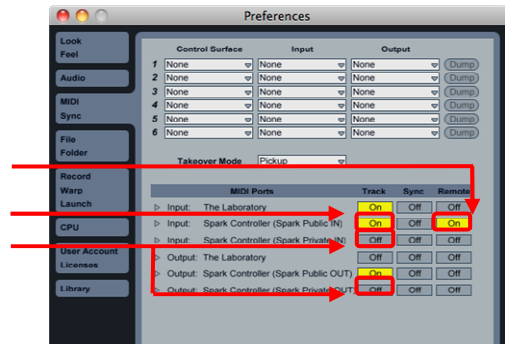 Preferences
Look
Feel
Audio
MIDI
Sync
File
Folder
Record
Warp
Launch
CPU
User Account
Licenses
Library
Control Surface Input Output
1 None None None Dump
2 None None None Dump
3 None None None Dump
4 None None None Dump
5 None None None Dump
6 None None None Dump
Takeover Mode Pickup
MIDI Ports Track Sync Remote
Input: The Laboratory On Off Off
Input: Spark Controller (Spark Public IN) On Off On
Input: Spark Controller (Spark Private IN) Off Off Off
Output: The Laboratory Off Off Off
Output: Spark Controller (Spark Public OUT) On Off Off
Output: Spark Controller (Spark Private OUT) Off Off Off